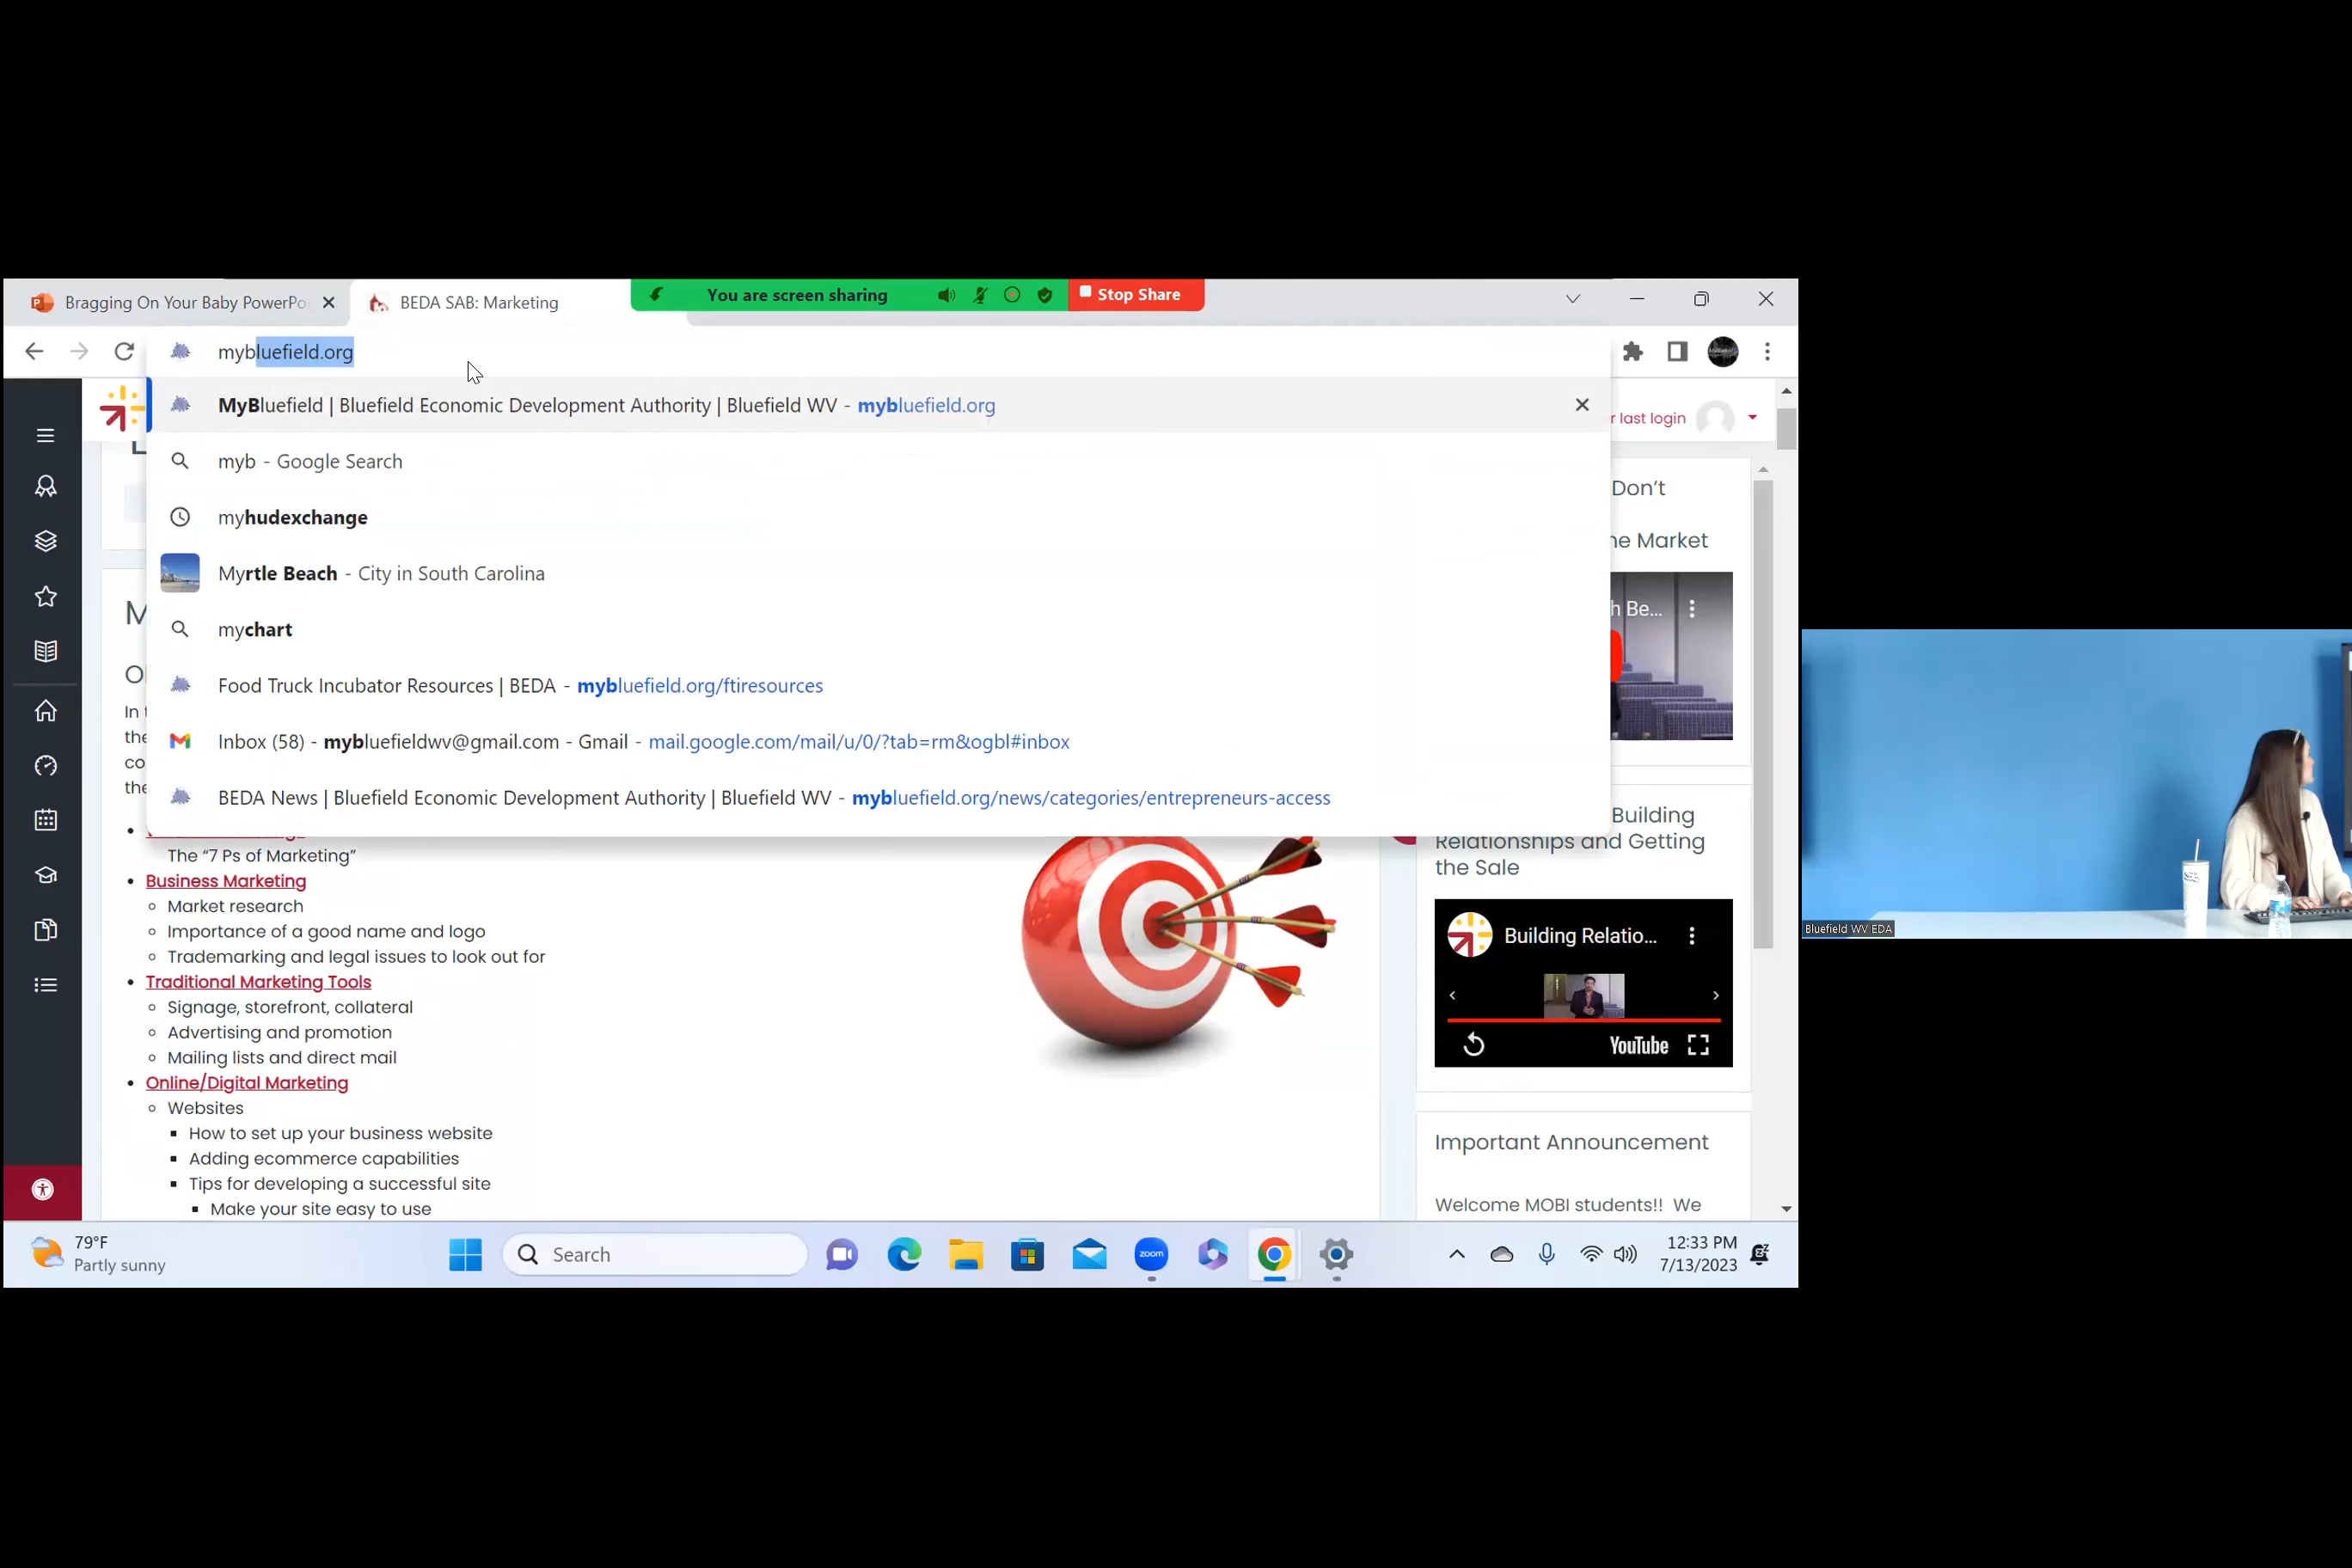 Bragging On Your Baby PowerPo
BEDA SAB: Marketing
You are screen sharing
Stop Share
mybluefield.org
MyBluefield | Bluefield Economic Development Authority | Bluefield WV - mybluefield.org
r last login
myb - Google Search
Don't
myhudexchange
ne Market
Myrtle Beach - City in South Carolina
h Be...
mychart
Food Truck Incubator Resources | BEDA - mybluefield.org/ftiresources
In
the
co
the
Inbox (58) - mybluefieldwv@gmail.com - Gmail - mail.google.com/mail/u/0/?tab=rm&ogbl#inbox
BEDA News | Bluefield Economic Development Authority | Bluefield WV - mybluefield.org/news/categories/entrepreneurs-access
The “7 Ps of Marketing”
Business Marketing
Market research
Importance of a good name and logo
Trademarking and legal issues to look out for
Traditional Marketing Tools
Signage, storefront, collateral
Advertising and promotion
Mailing lists and direct mail
Online/Digital Marketing
Websites
How to set up your business website
Adding ecommerce capabilities
Tips for developing a successful site
Make your site easy to use
Building
Relationships and Getting
the Sale
Building Relatio...
YouTube
Important Announcement
Welcome MOBI students!! We
Bluefield WV EDA
79°F
Partly sunny
Search
zoom
12:33 PM
7/13/2023